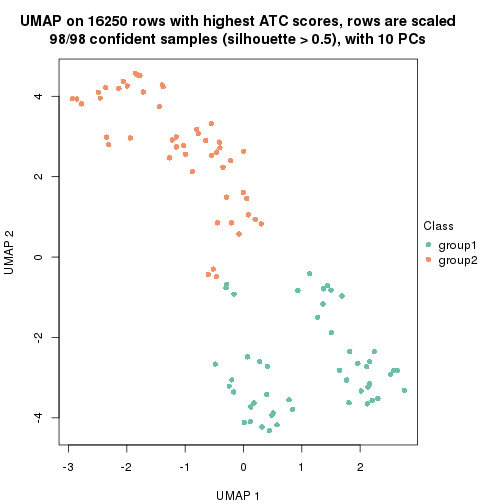 UMAP on 16250 rows with highest ATC scores, rows are scaled
98/98 confident samples (silhouette > 0.5), with 10 PCs
4
2
0
-2
-4
UMAP 2
-3
-2
-1
0
1
2
UMAP 1
Class
group1
group2